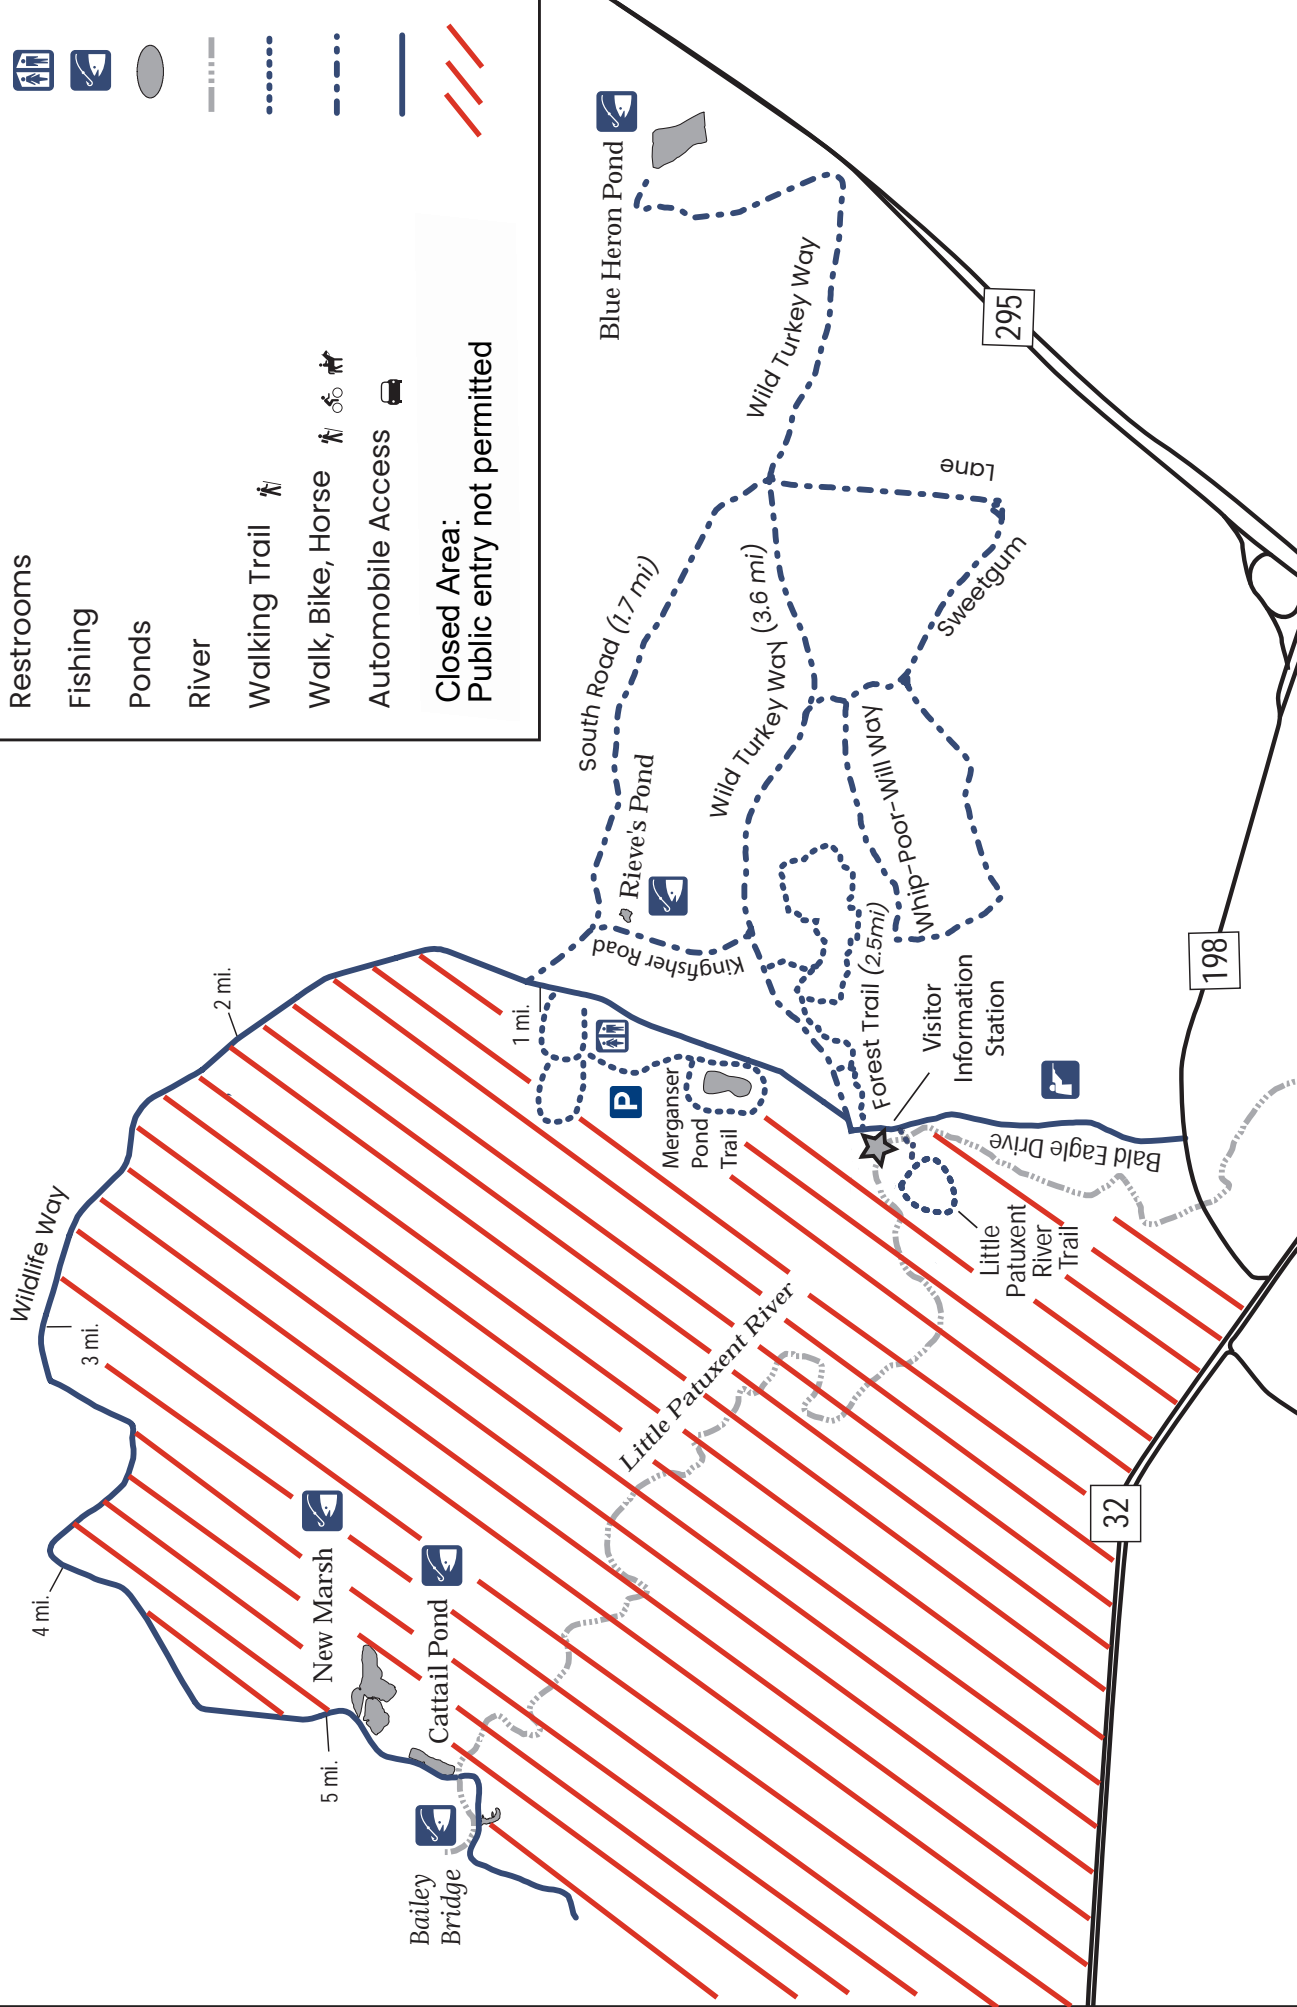 Restrooms
Fishing
Ponds
River
Walking Trail
Walk, Bike, Horse
Automobile Access
Closed Area:
Public entry not permitted
Blue Heron Pond
Wild Turkey Way
295
Lane
Sweetgum
South Road (1.7 mi)
Wild Turkey Way (3.6 mi)
Rieve's Pond
Kingfisher Road
Whip-Poor-Will Way
Forest Trail (2.5mi)
198
Visitor
Information
Station
Bald Eagle Drive
1 mi.
2 mi.
P
Merganser
Pond
Trail
Little
Patuxent
River
Trail
Wildlife Way
3 mi.
Little Patuxent River
32
4 mi.
New Marsh
Cattail Pond
5 mi.
Bailey
Bridge